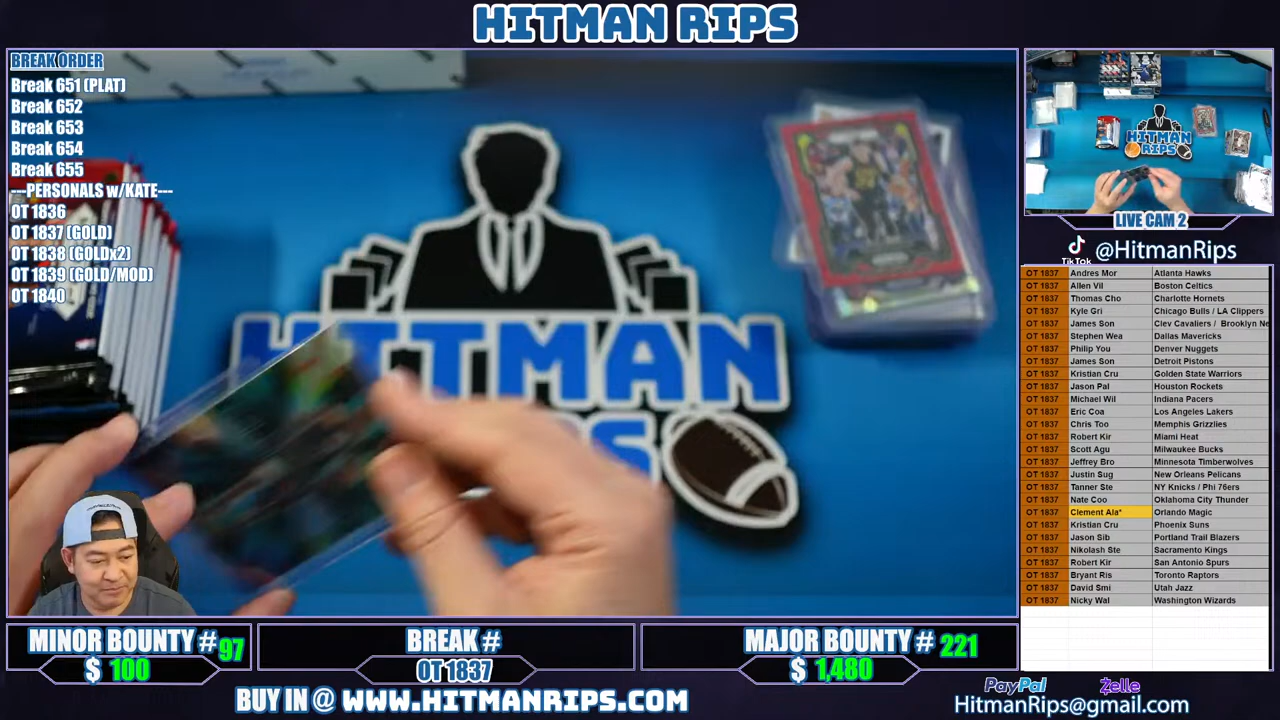 HITMAN RIPS
BREAK ORDER
Break 651 (PLAT)
Break 652
Break 653
Break 654
Break 655
---PERSONALS w/KATE---
OT 1836
OT 1837 (GOLD)
OT 1838 (GOLDx2)
OT 1839 (GOLD/MOD)
OT 1840
HITMAN
HITMAN
RIPS
LIVE CAM 2
TikTok
@HitmanRips
OT 1837 Andres Mor Atlanta Hawks
OT 1837 Allen Vil Boston Celtics
OT 1837 Thomas Cho Charlotte Hornets
OT 1837 Kyle Gri Chicago Bulls / LA Clippers
OT 1837 James Son Clev Cavaliers / Brooklyn Ne
OT 1837 Stephen Wea Dallas Mavericks
OT 1837 Philip You Denver Nuggets
OT 1837 James Son Detroit Pistons
OT 1837 Kristian Cru Golden State Warriors
OT 1837 Jason Pal Houston Rockets
OT 1837 Michael Wil Indiana Pacers
OT 1837 Eric Coa Los Angeles Lakers
OT 1837 Chris Too Memphis Grizzlies
OT 1837 Robert Kir Miami Heat
OT 1837 Scott Agu Milwaukee Bucks
OT 1837 Jeffrey Bro Minnesota Timberwolves
OT 1837 Justin Sug New Orleans Pelicans
OT 1837 Tanner Ste NY Knicks / Phi 76ers
OT 1837 Nate Coo Oklahoma City Thunder
OT 1837 Clement Ala* Orlando Magic
OT 1837 Kristian Cru Phoenix Suns
OT 1837 Jason Sib Portland Trail Blazers
OT 1837 Nikolash Ste Sacramento Kings
OT 1837 Robert Kir San Antonio Spurs
OT 1837 Bryant Ris Toronto Raptors
OT 1837 David Smi Utah Jazz
OT 1837 Nicky Wal Washington Wizards
MINOR BOUNTY # 97
$ 100
BREAK #
OT 1837
MAJOR BOUNTY # 221
$ 1,480
BUY IN @ WWW.HITMANRIPS.COM
PayPal Zelle
HitmanRips@gmail.com